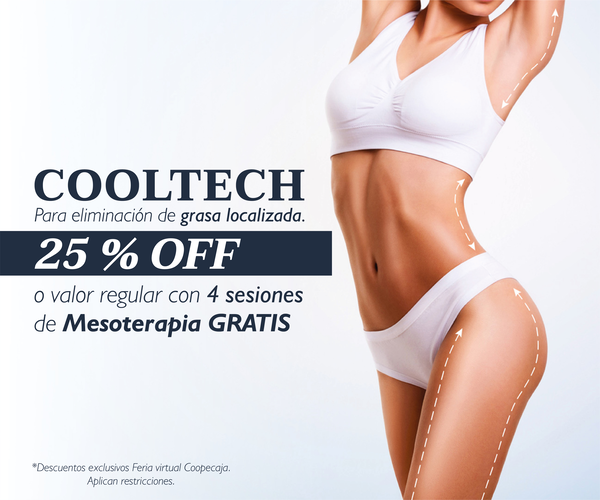 COOLTECH
Para eliminación de grasa localizada.
25 % OFF
o valor regular con 4 sesiones
de Mesoterapia GRATIS
*Descuentos exclusivos Feria virtual Coopecaja.
Aplican restricciones.